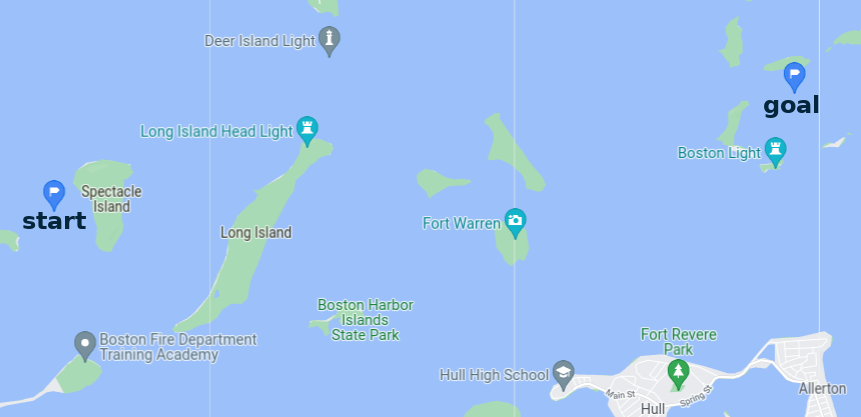 Deer Island Light
goal
Long Island Head Light
Boston Light
Spectacle
Island
start
Fort Warren
Long Island
Boston Harbor
Islands
State Park
Boston Fire Department
Training Academy
Fort Revere
Park
Hull High School
Main St
Spring St
Allerton
Hull